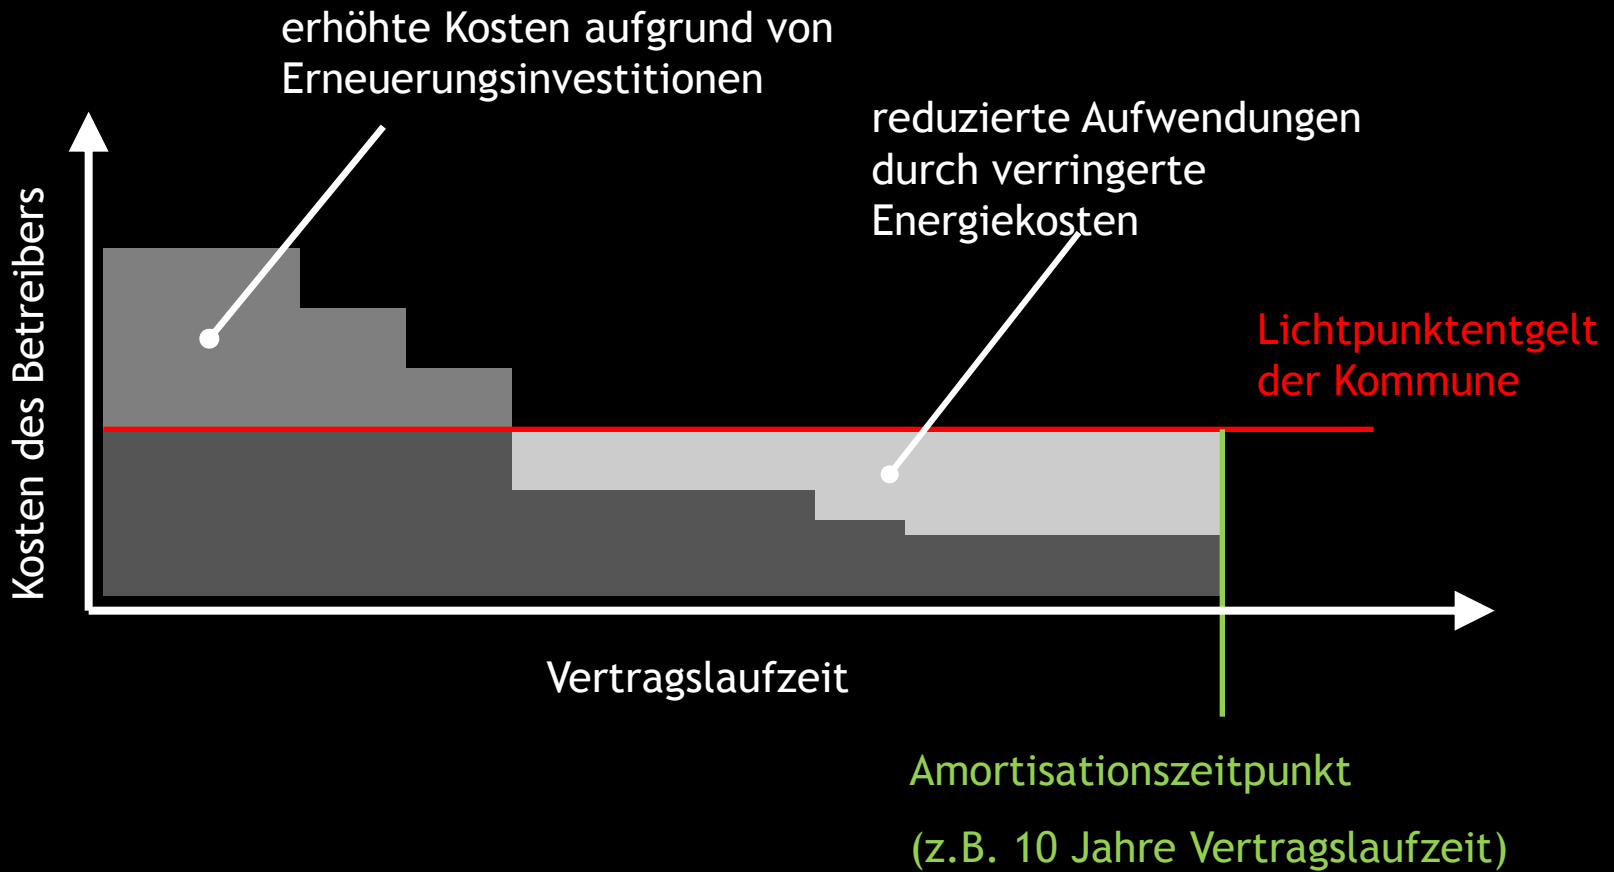 erhöhte Kosten aufgrund von
Erneuerungsinvestitionen
reduzierte Aufwendungen
durch verringerte
Energiekosten
Kosten des Betreibers
Lichtpunktentgelt
der Kommune
Vertragslaufzeit
Amortisationszeitpunkt
(z.B. 10 Jahre Vertragslaufzeit)